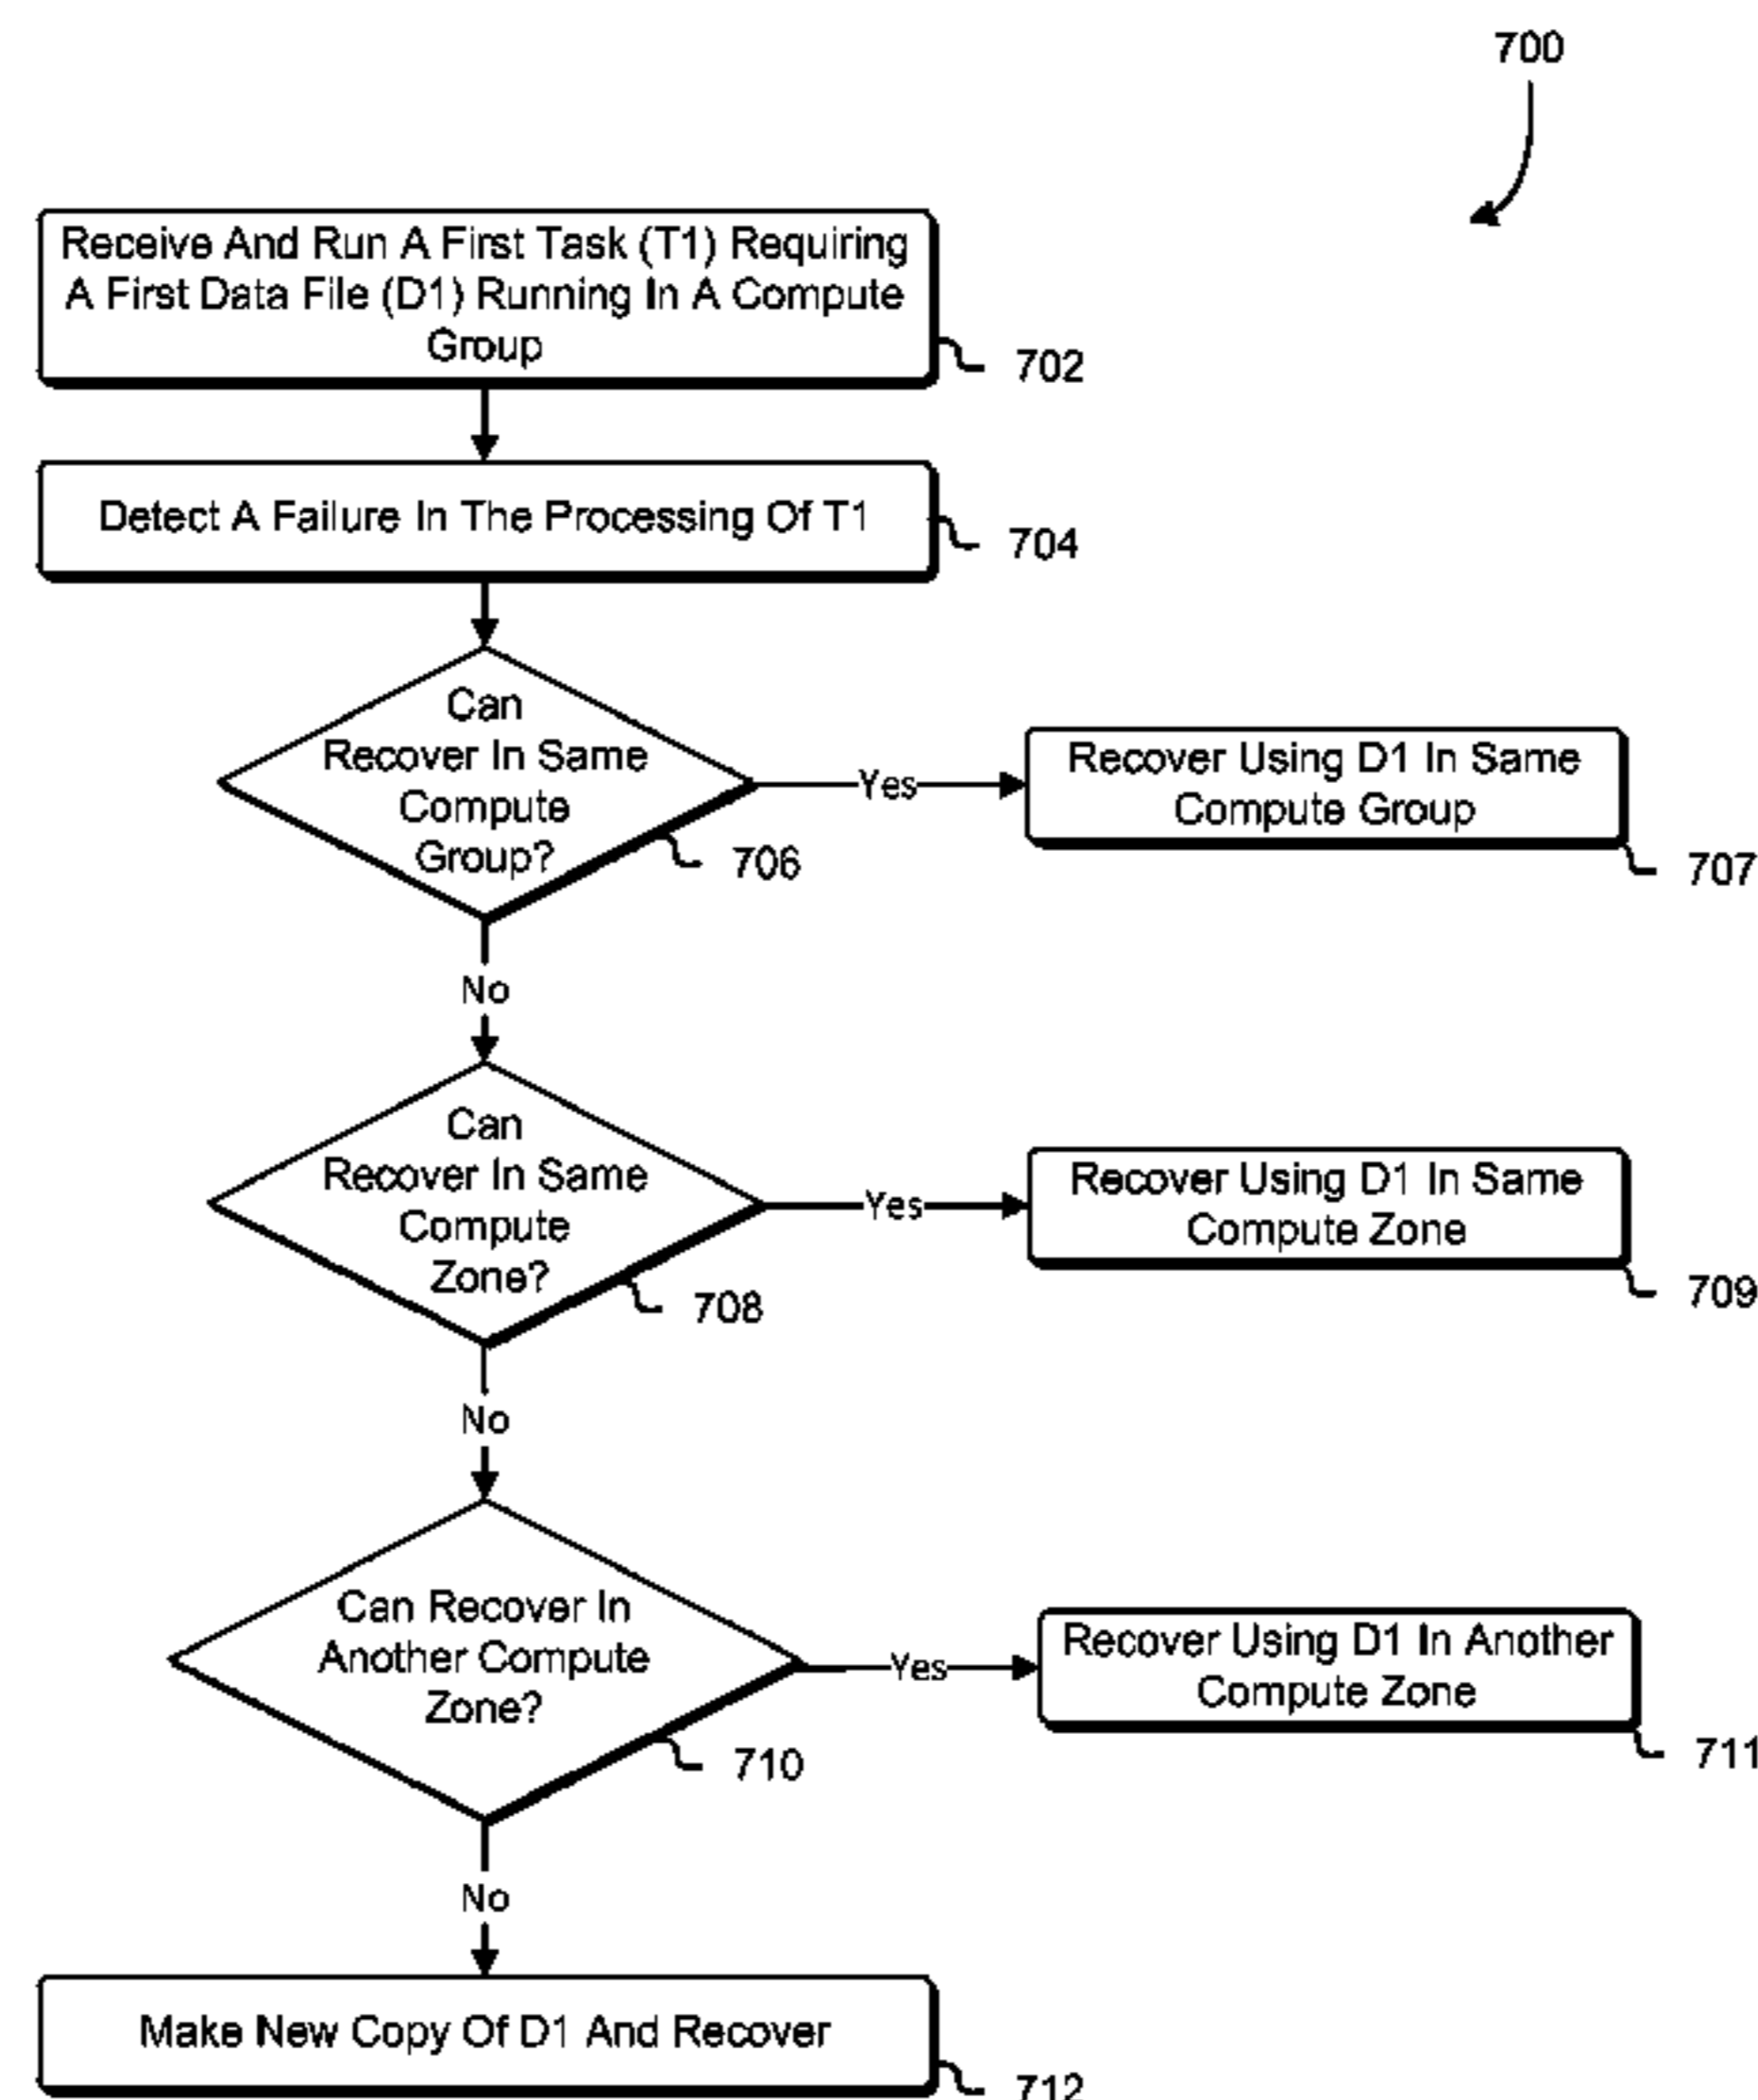 700
Receive And Run A First Task (T1) Requiring
A First Data File (D1) Running In A Compute
Group
702
Detect A Failure In The Processing Of T1
704
Can
Recover In Same
Compute
Group?
706
Yes
Recover Using D1 In Same
Compute Group
707
No
Can
Recover In Same
Compute
Zone?
708
Yes
Recover Using D1 In Same
Compute Zone
709
No
Can Recover In
Another Compute
Zone?
710
Yes
Recover Using D1 In Another
Compute Zone
711
No
Make New Copy Of D1 And Recover
712